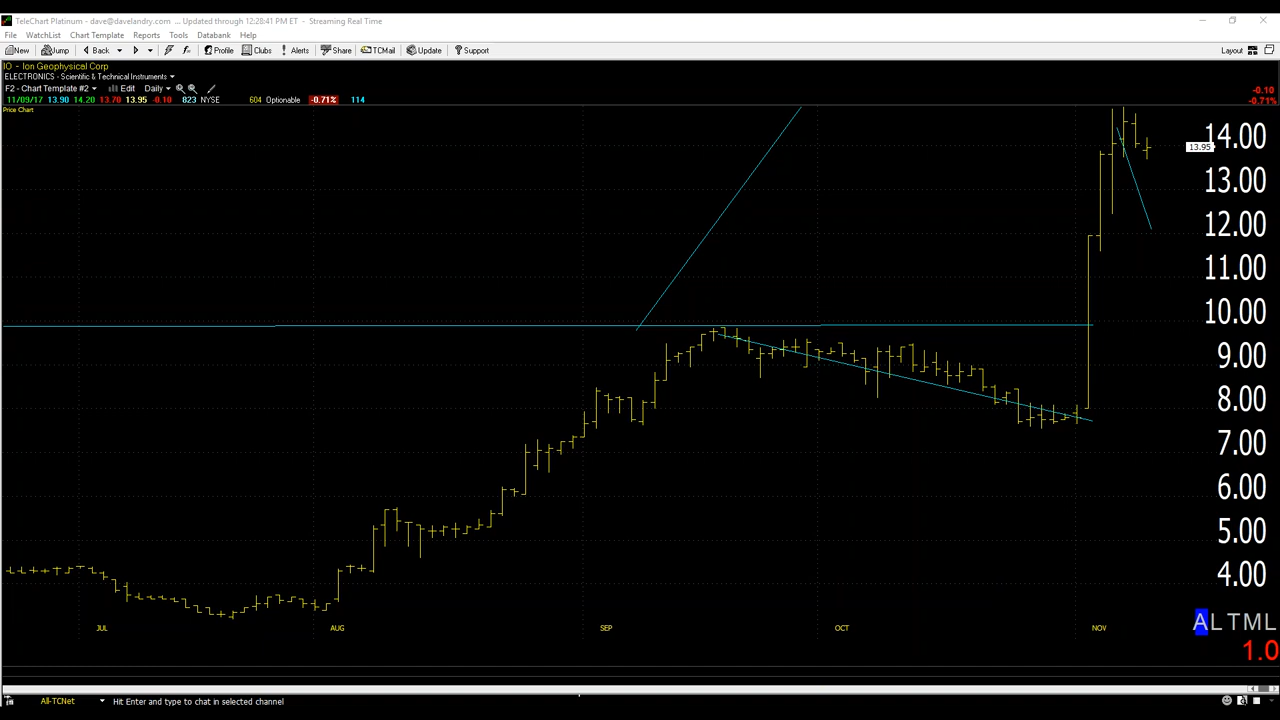 TeleChart Platinum - dave@davelandry.com ... Updated through 12:28:41 PM ET - Streaming Real Time
File WatchList Chart Template Reports Tools Databank Help
New Jump Back Profile Clubs Alerts Share TCMail Update Support Layout
IO - Ion Geophysical Corp
ELECTRONICS - Scientific & Technical Instruments
F2 - Chart Template #2 Edit Daily
11/09/17 13.90 14.20 13.70 13.95 -0.10 823 NYSE 604 Optionable -0.71% 114
-0.10
-0.71%
Price Chart
14.00
13.95
13.00
12.00
11.00
10.00
9.00
8.00
7.00
6.00
5.00
4.00
JUL AUG SEP OCT NOV
ALTML
1.0
All-TCNet Hit Enter and type to chat in selected channel